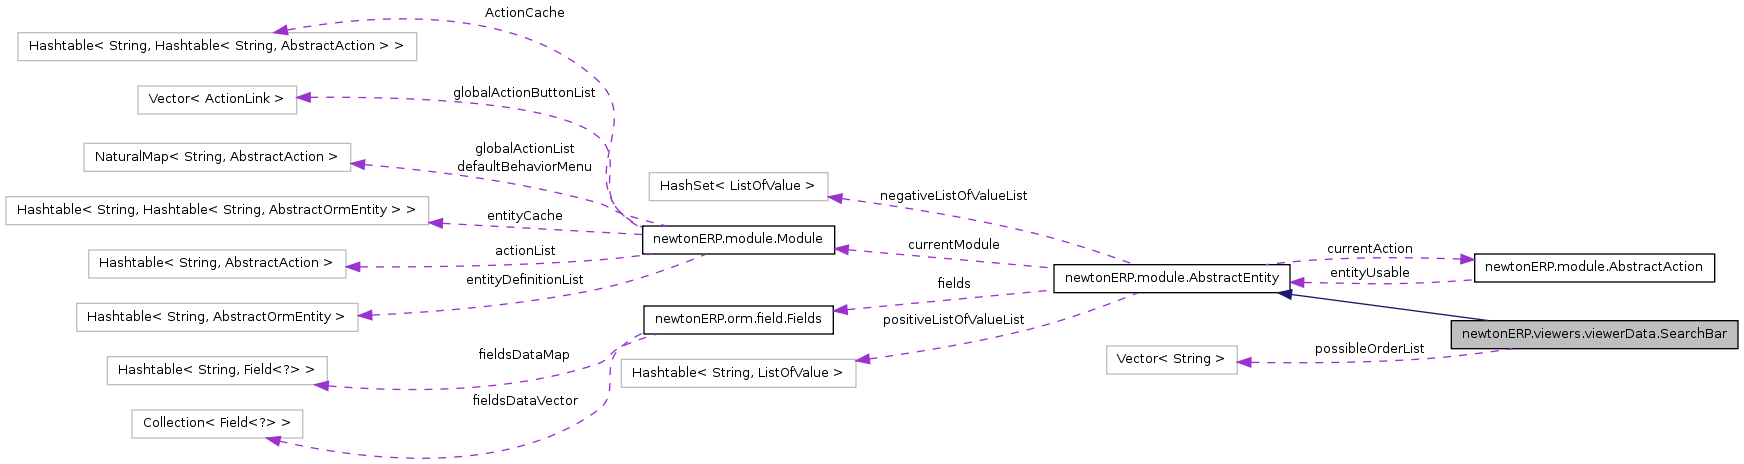 ActionCache
Hashtable< String, Hashtable< String, AbstractAction > >
globalActionButtonList
Vector< ActionLink >
globalActionList
defaultBehaviorMenu
NaturalMap< String, AbstractAction >
HashSet< ListOfValue >
negativeListOfValueList
Hashtable< String, Hashtable< String, AbstractOrmEntity > >
entityCache
newtonERP.module.Module
currentModule
currentAction
actionList
Hashtable< String, AbstractAction >
newtonERP.module.AbstractAction
entityUsable
newtonERP.module.AbstractEntity
entityDefinitionList
fields
Hashtable< String, AbstractOrmEntity >
newtonERP.orm.field.Fields
positiveListOfValueList
newtonERP.viewers.viewerData.SearchBar
possibleOrderList
fieldsDataMap
Vector< String >
Hashtable< String, Field<?> >
Hashtable< String, ListOfValue >
fieldsDataVector
Collection< Field<?> >